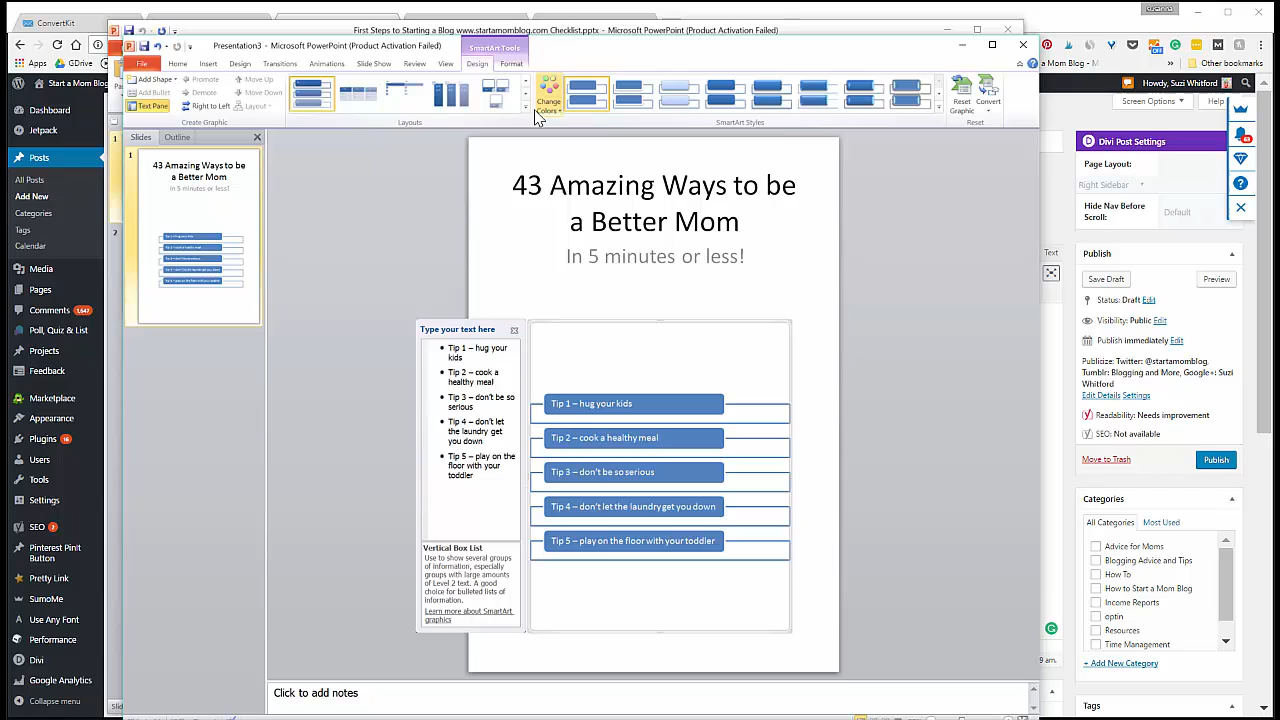 ConvertKit
First Steps to Starting a Blog www.startamomblog.com Checklist.pptx - Microsoft PowerPoint (Product Activation Failed)
susanna
Presentation3 - Microsoft PowerPoint (Product Activation Failed)
SmartArt Tools
File
Home
Insert
Design
Transitions
Animations
Slide Show
Review
View
Design
Format
Apps
GDrive
Other bookmarks
Start a Mom Blog
Howdy, Suzi Whitford
Add Shape
Add Bullet
Text Pane
Promote
Demote
Right to Left
Move Up
Move Down
Layout
Create Graphic
Layouts
Change
Colors
SmartArt Styles
Reset
Graphic
Convert
Reset
Screen Options
Help
Dashboard
Jetpack
Posts
All Posts
Add New
Categories
Tags
Calendar
Media
Pages
Comments 1,647
Poll, Quiz & List
Projects
Feedback
Marketplace
Appearance
Plugins 16
Users
Tools
Settings
SEO 2
Pinterest PinIt
Button
Pretty Link
SumoMe
Use Any Font
Performance
Divi
Google Analytics
Collapse menu
Slides
Outline
1
43 Amazing Ways to be
a Better Mom
In 5 minutes or less!
43 Amazing Ways to be
a Better Mom
In 5 minutes or less!
Type your text here
Tip 1 – hug your
kids
Tip 2 – cook a
healthy meal
Tip 3 – don't be so
serious
Tip 4 – don't let
the laundry get
you down
Tip 5 – play on the
floor with your
toddler
Vertical Box List
Use to show several groups
of information, especially
groups with large amounts
of Level 2 text. A good
choice for bulleted lists of
information.
Learn more about SmartArt
graphics
Tip 1 – hug your kids
Tip 2 – cook a healthy meal
Tip 3 – don't be so serious
Tip 4 – don't let the laundry get you down
Tip 5 – play on the floor with your toddler
Click to add notes
Divi Post Settings
Page Layout:
Right Sidebar
Hide Nav Before
Scroll:
Default
Text
Publish
Save Draft
Preview
Status: Draft Edit
Visibility: Public Edit
Publish immediately Edit
Publicize: Twitter: @startamomblog,
Tumblr: Blogging and More, Google+: Suzi
Whitford
Edit Details Settings
Readability: Needs improvement
SEO: Not available
Move to Trash
Publish
Categories
All Categories
Most Used
Advice for Moms
Blogging Advice and Tips
How To
How to Start a Mom Blog
Income Reports
optin
Resources
Time Management
+ Add New Category
Tags